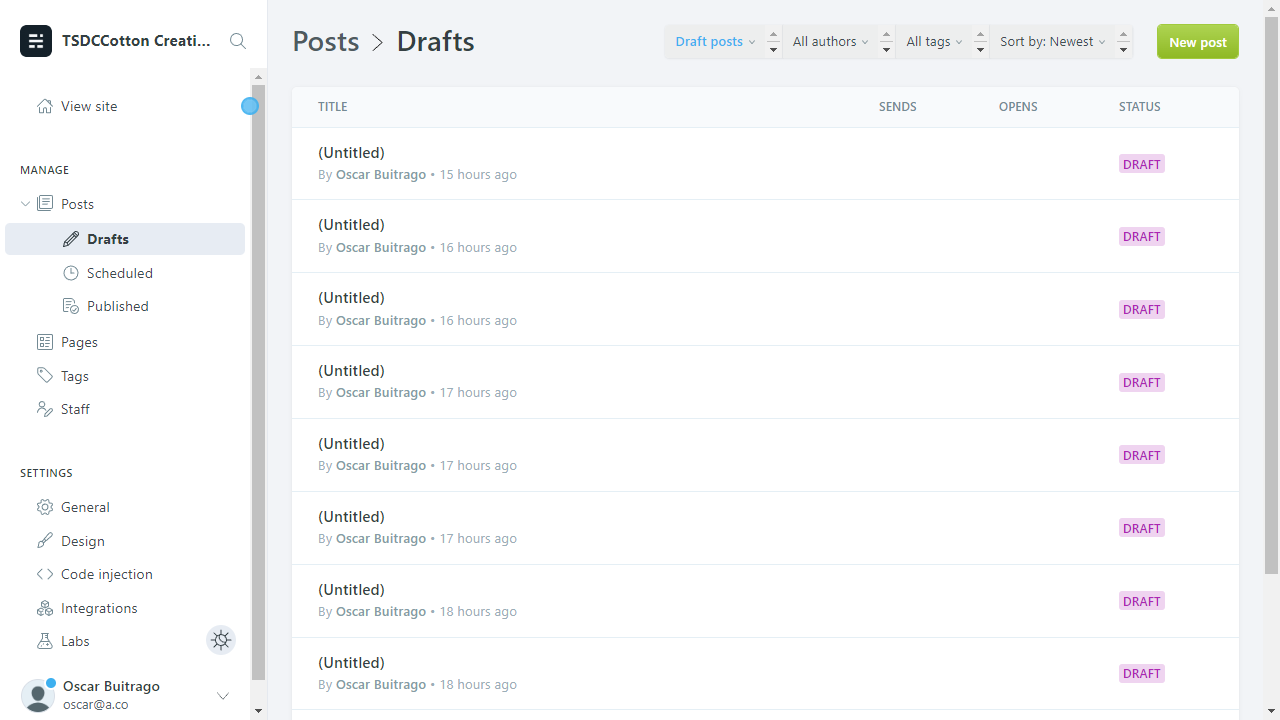 TSDCCotton Creati...
View site
MANAGE
Posts
Drafts
Scheduled
Published
Pages
Tags
Staff
SETTINGS
General
Design
Code injection
Integrations
Labs
Oscar Buitrago
oscar@a.co
Posts > Drafts
Draft posts
All authors
All tags
Sort by: Newest
New post
TITLE SENDS OPENS STATUS
(Untitled)
By Oscar Buitrago • 15 hours ago
DRAFT
(Untitled)
By Oscar Buitrago • 16 hours ago
DRAFT
(Untitled)
By Oscar Buitrago • 16 hours ago
DRAFT
(Untitled)
By Oscar Buitrago • 17 hours ago
DRAFT
(Untitled)
By Oscar Buitrago • 17 hours ago
DRAFT
(Untitled)
By Oscar Buitrago • 17 hours ago
DRAFT
(Untitled)
By Oscar Buitrago • 18 hours ago
DRAFT
(Untitled)
By Oscar Buitrago • 18 hours ago
DRAFT